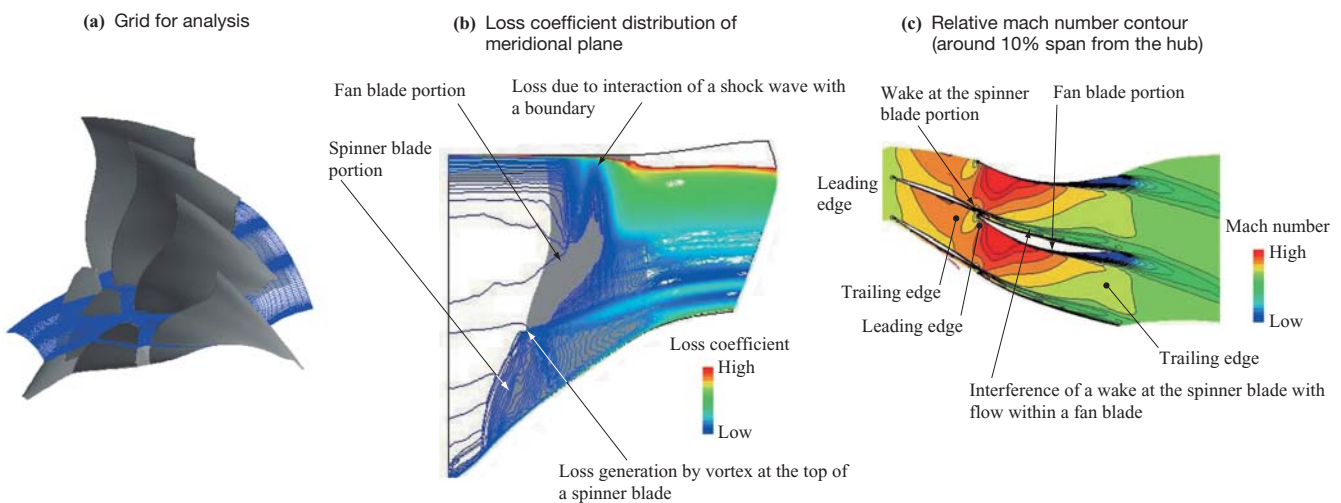 (a) Grid for analysis
(b) Loss coefficient distribution of
meridional plane
Fan blade portion
Loss due to interaction of a shock wave with
a boundary
Spinner blade
portion
Loss coefficient
High
Low
Loss generation by vortex at the top of
a spinner blade
(c) Relative mach number contour
(around 10% span from the hub)
Wake at the spinner
blade portion
Fan blade portion
Leading
edge
Mach number
High
Low
Trailing edge
Leading edge
Trailing edge
Interference of a wake at the spinner blade with
flow within a fan blade